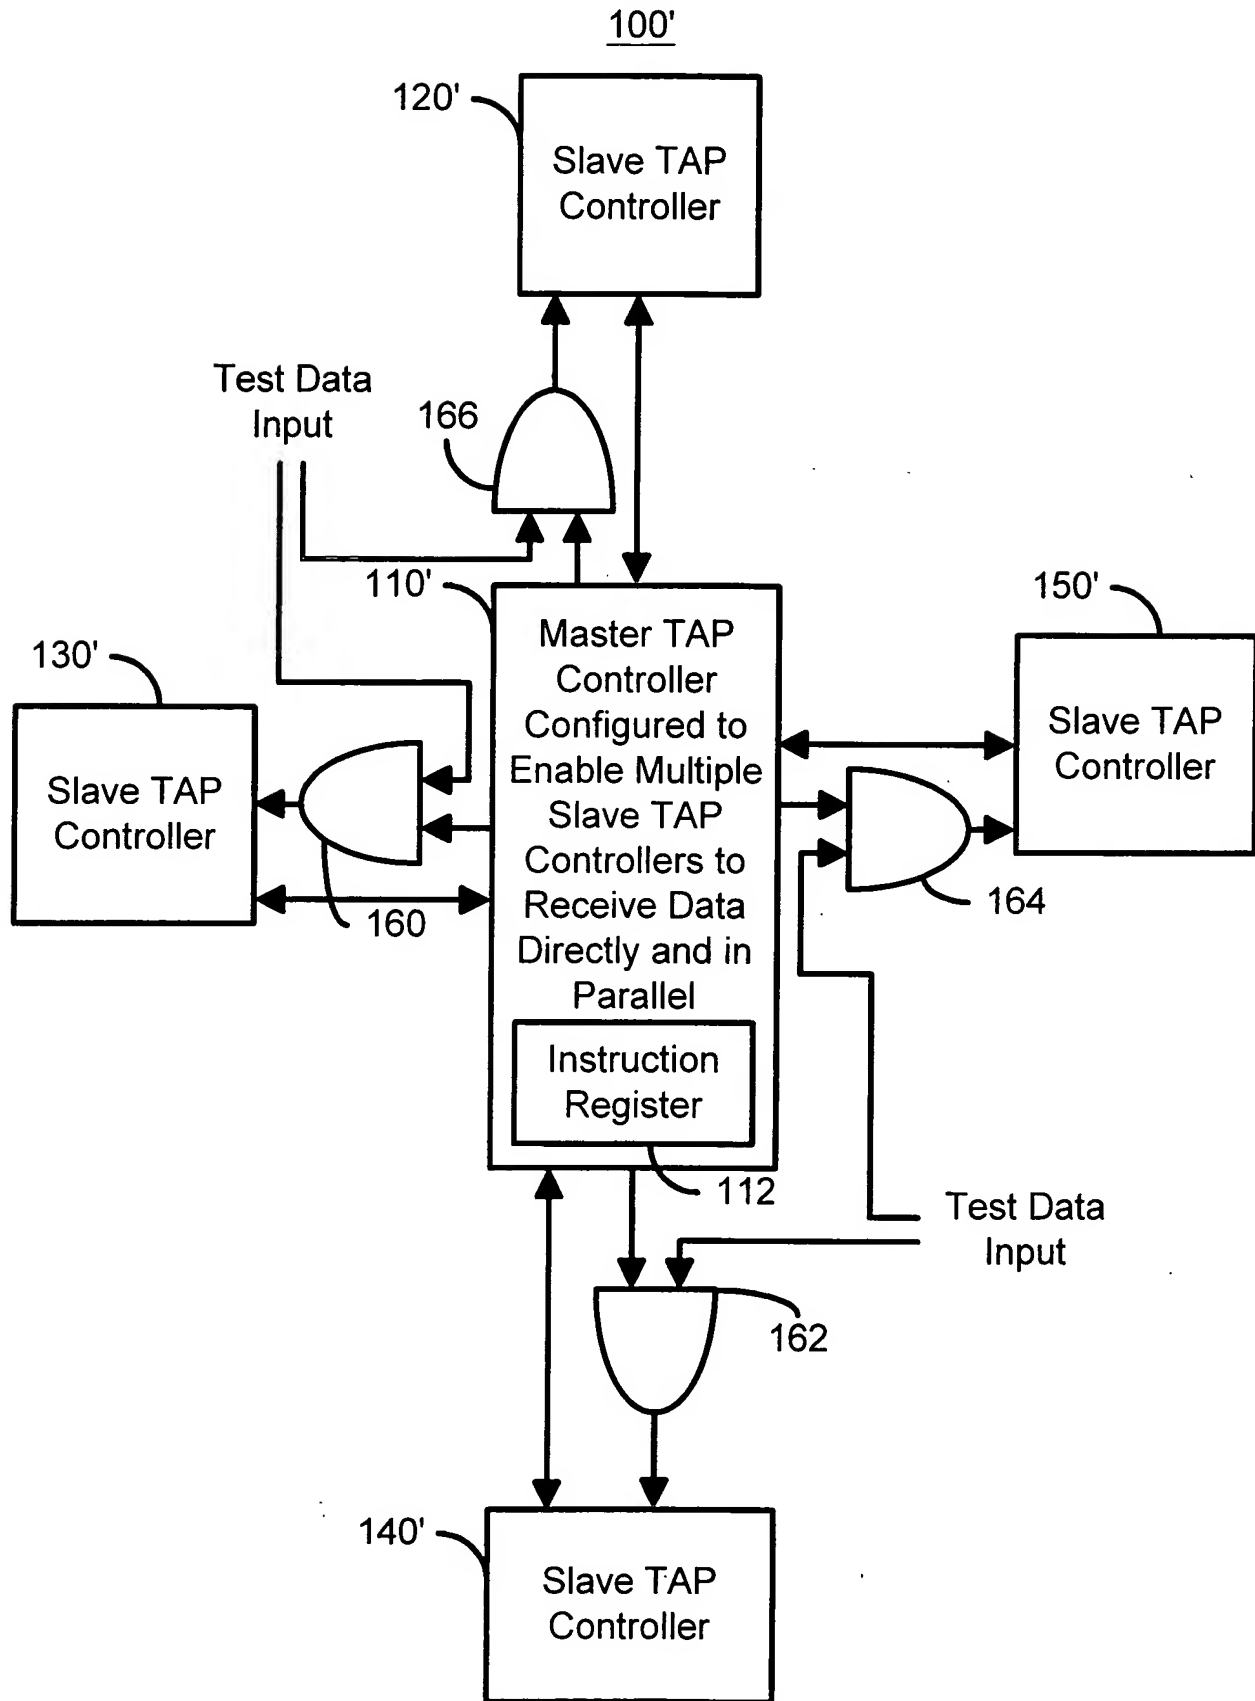 100'
120'
Slave TAP
Controller
Test Data
Input
166
110'
150'
130'
Master TAP
Controller
Configured to
Enable Multiple
Slave TAP
Controllers to
Receive Data
Directly and in
Parallel
Slave TAP
Controller
Slave TAP
Controller
160
164
Instruction
Register
112
Test Data
Input
162
140'
Slave TAP
Controller